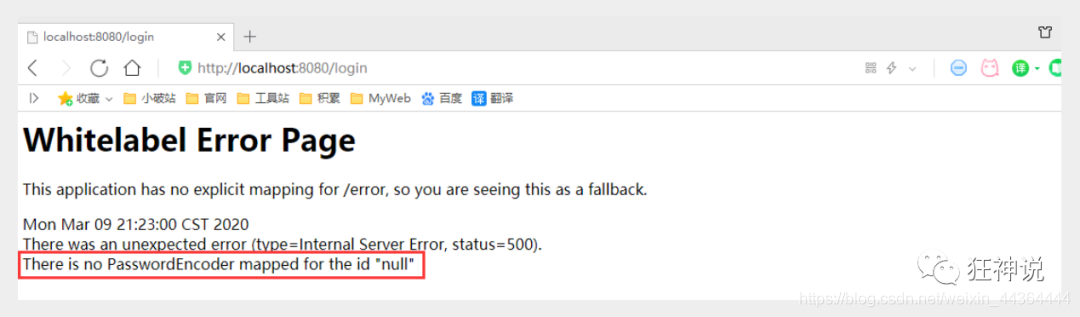 localhost:8080/login
http://localhost:8080/login
译
收藏 小破站 官网 工具站 积累 MyWeb 百度 译 翻译
Whitelabel Error Page
This application has no explicit mapping for /error, so you are seeing this as a fallback.
Mon Mar 09 21:23:00 CST 2020
There was an unexpected error (type=Internal Server Error, status=500).
There is no PasswordEncoder mapped for the id "null"
狂神说
https://blog.csdn.net/weixin_44364444